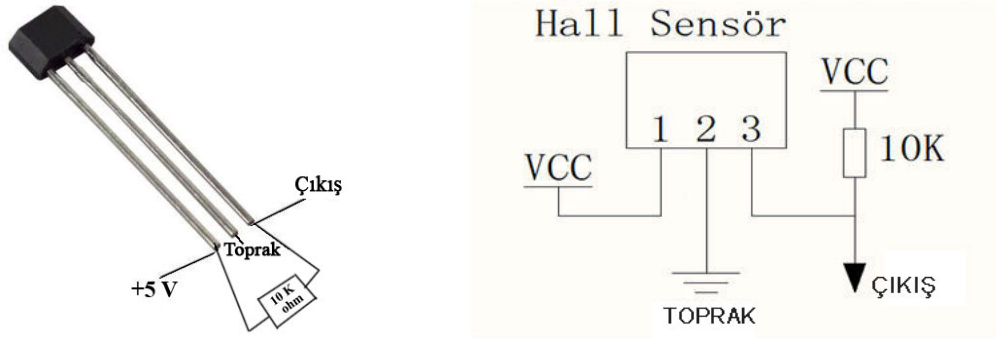 Çıkış
Toprak
+5 V
10 K
ohm
Hall Sensör
1 2 3
VCC
VCC
10K
TOPRAK
ÇIKIŞ